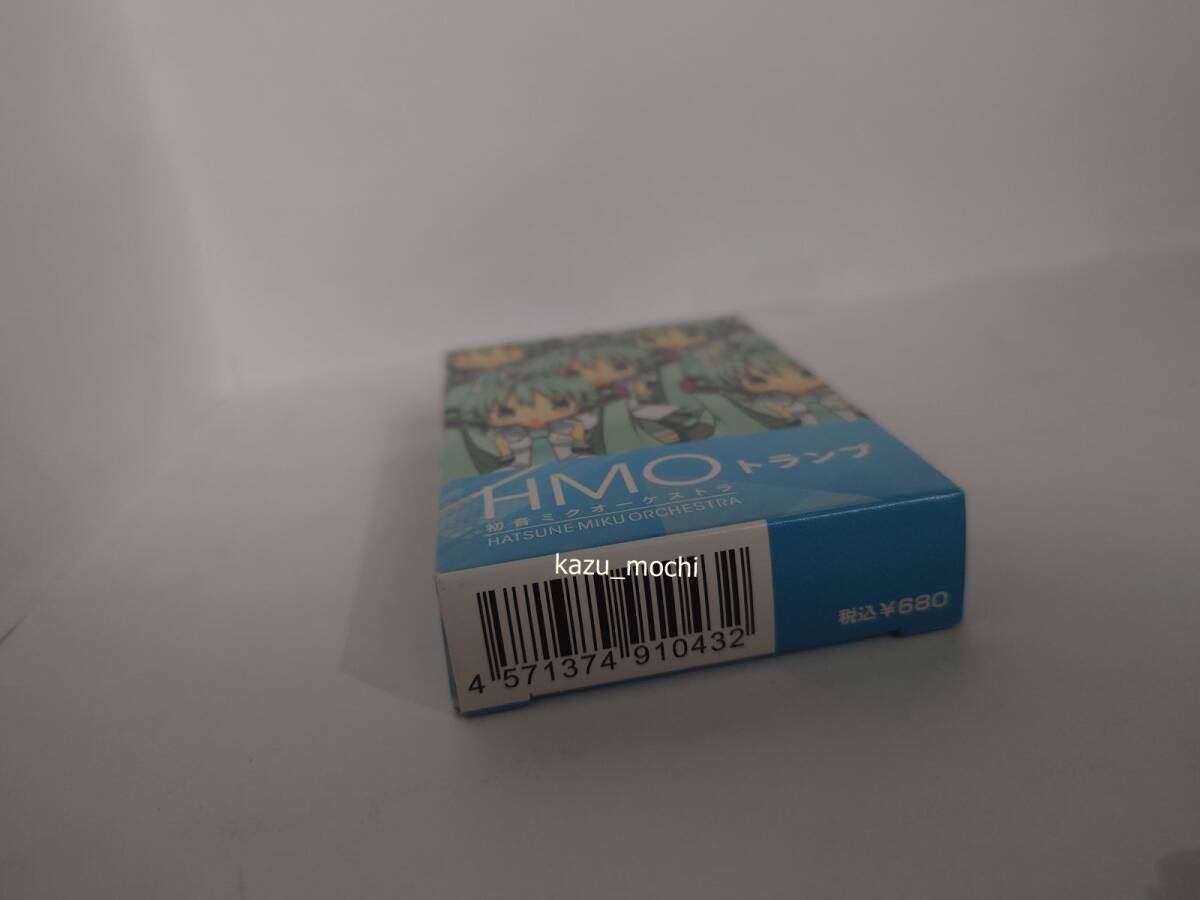 HMO トランプ
初音ミクオーケストラ
HATSUNE MIKU ORCHESTRA
kazu_mochi
税込¥680
4 571374 910432